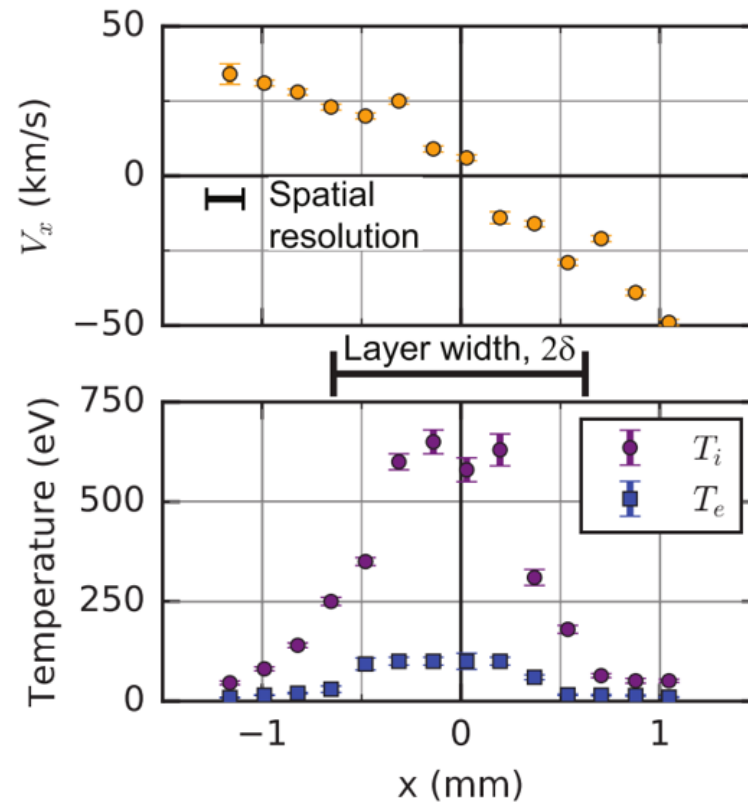 50
0
−50
V_x (km/s)
Spatial
resolution
Layer width, 2δ
750
500
250
0
Temperature (eV)
T_i
T_e
−1
0
1
x (mm)